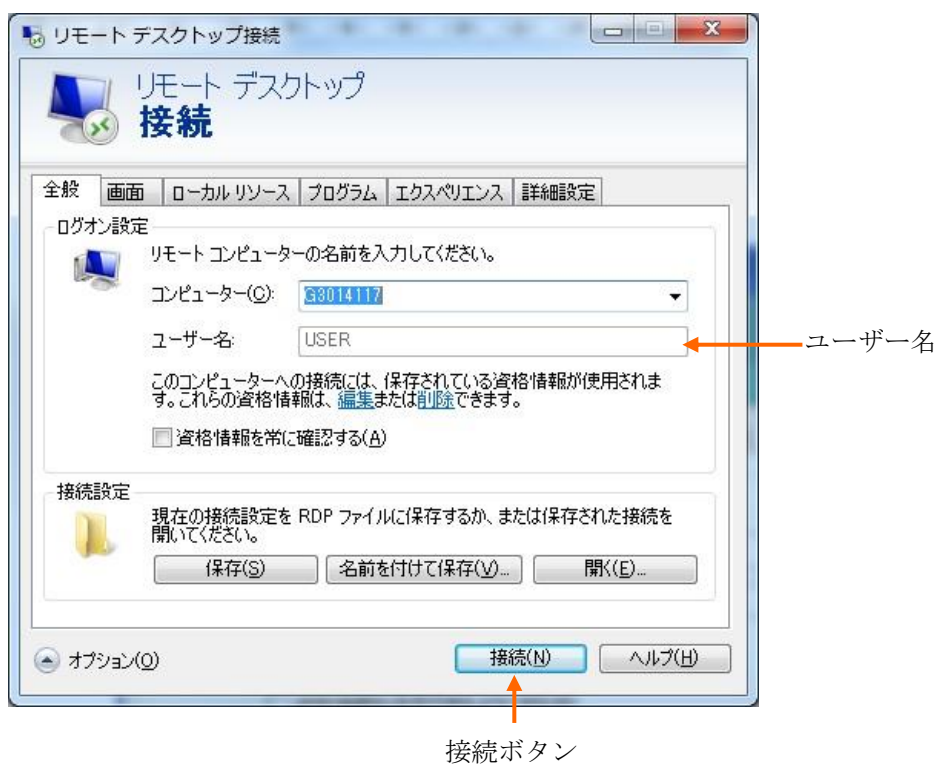 リモート デスクトップ接続
リモート デスクトップ
接続
全般 画面 ローカル リソース プログラム エクスペリエンス 詳細設定
ログオン設定
リモート コンピューターの名前を入力してください。
コンピューター(C): G3014117
ユーザー名: USER
ユーザー名
このコンピューターへの接続には、保存されている資格情報が使用されま
す。これらの資格情報は、編集または削除できます。
資格情報を常に確認する(A)
接続設定
現在の接続設定を RDP ファイルに保存するか、または保存された接続を
開いてください。
保存(S) 名前を付けて保存(V)... 開く(E)...
オプション(O) 接続(N) ヘルプ(H)
接続ボタン